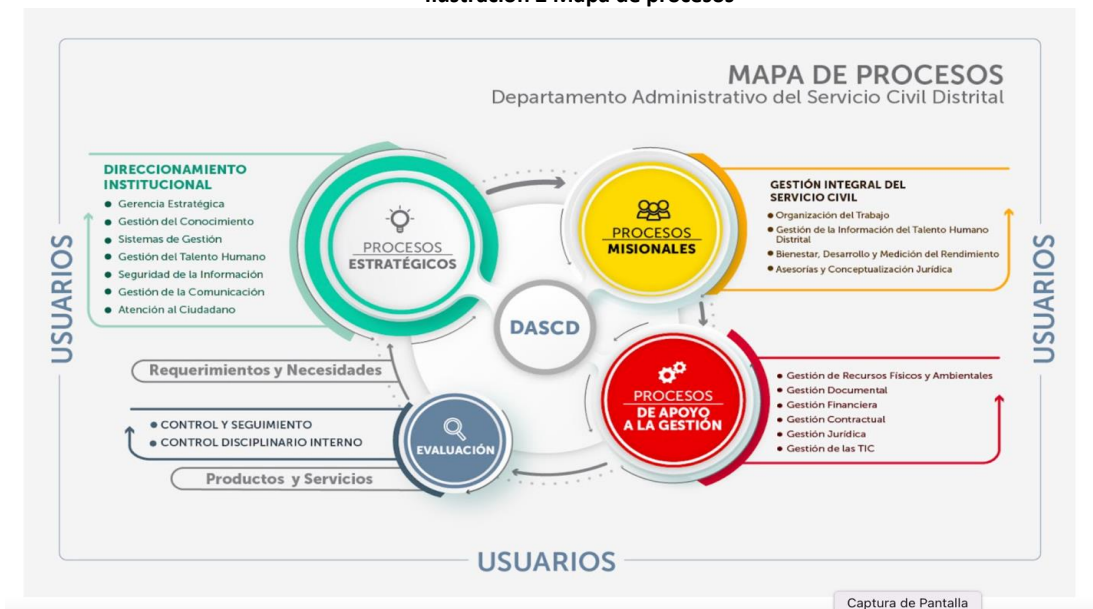 Ilustración 2 Mapa de procesos
MAPA DE PROCESOS
Departamento Administrativo del Servicio Civil Distrital
USUARIOS
DIRECCIONAMIENTO
INSTITUCIONAL
Gerencia Estratégica
Gestión del Conocimiento
Sistemas de Gestión
Gestión del Talento Humano
Seguridad de la Información
Gestión de la Comunicación
Atención al Ciudadano
PROCESOS
ESTRATÉGICOS
PROCESOS
MISIONALES
GESTIÓN INTEGRAL DEL
SERVICIO CIVIL
Organización del Trabajo
Gestión de la Información del Talento Humano
Distrital
Bienestar, Desarrollo y Medición del Rendimiento
Asesorías y Conceptualización Jurídica
USUARIOS
DASCD
Requerimientos y Necesidades
CONTROL Y SEGUIMIENTO
CONTROL DISCIPLINARIO INTERNO
Productos y Servicios
EVALUACIÓN
PROCESOS
DE APOYO
A LA GESTIÓN
Gestión de Recursos Físicos y Ambientales
Gestión Documental
Gestión Financiera
Gestión Contractual
Gestión Jurídica
Gestión de las TIC
USUARIOS
Captura de Pantalla